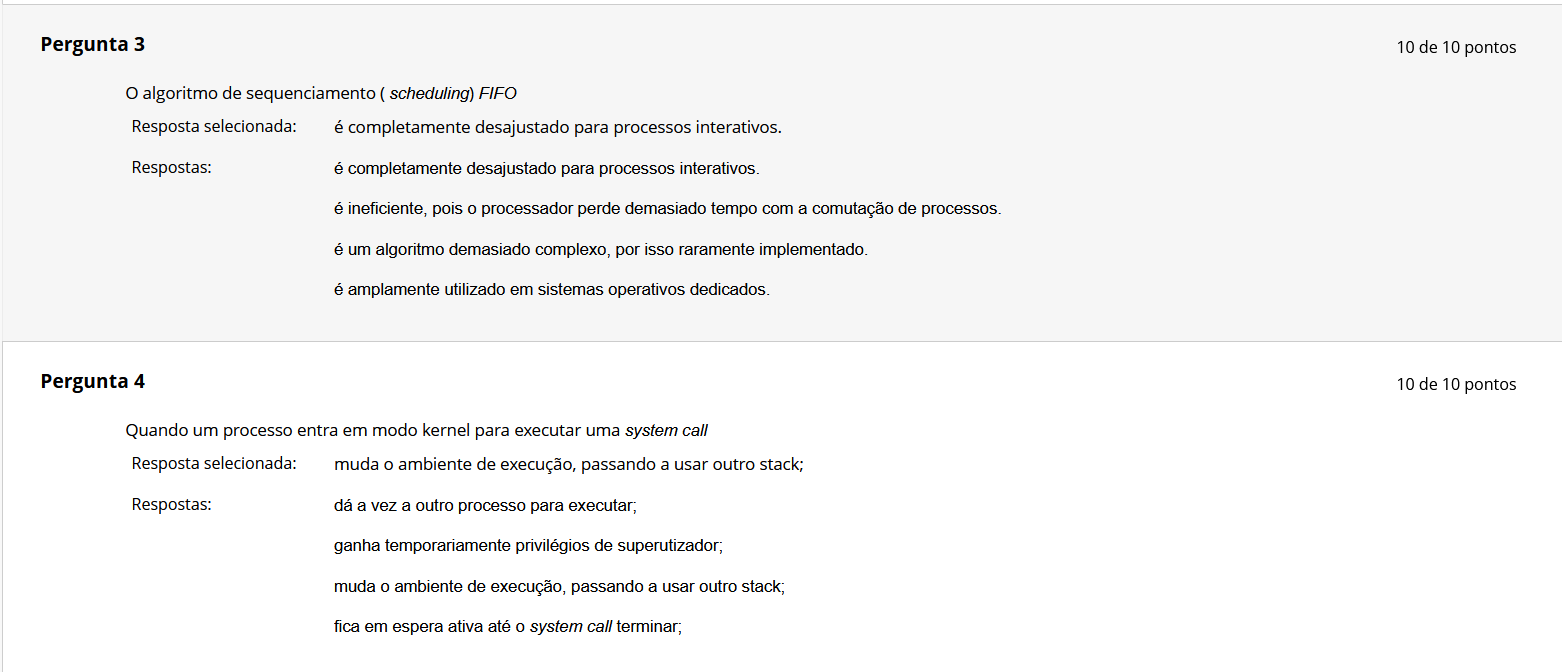 Pergunta 3
10 de 10 pontos
O algoritmo de sequenciamento ( scheduling) FIFO
Resposta selecionada: é completamente desajustado para processos interativos.
Respostas: é completamente desajustado para processos interativos.
é ineficiente, pois o processador perde demasiado tempo com a comutação de processos.
é um algoritmo demasiado complexo, por isso raramente implementado.
é amplamente utilizado em sistemas operativos dedicados.
Pergunta 4
10 de 10 pontos
Quando um processo entra em modo kernel para executar uma system call
Resposta selecionada: muda o ambiente de execução, passando a usar outro stack;
Respostas: dá a vez a outro processo para executar;
ganha temporariamente privilégios de superutizador;
muda o ambiente de execução, passando a usar outro stack;
fica em espera ativa até o system call terminar;